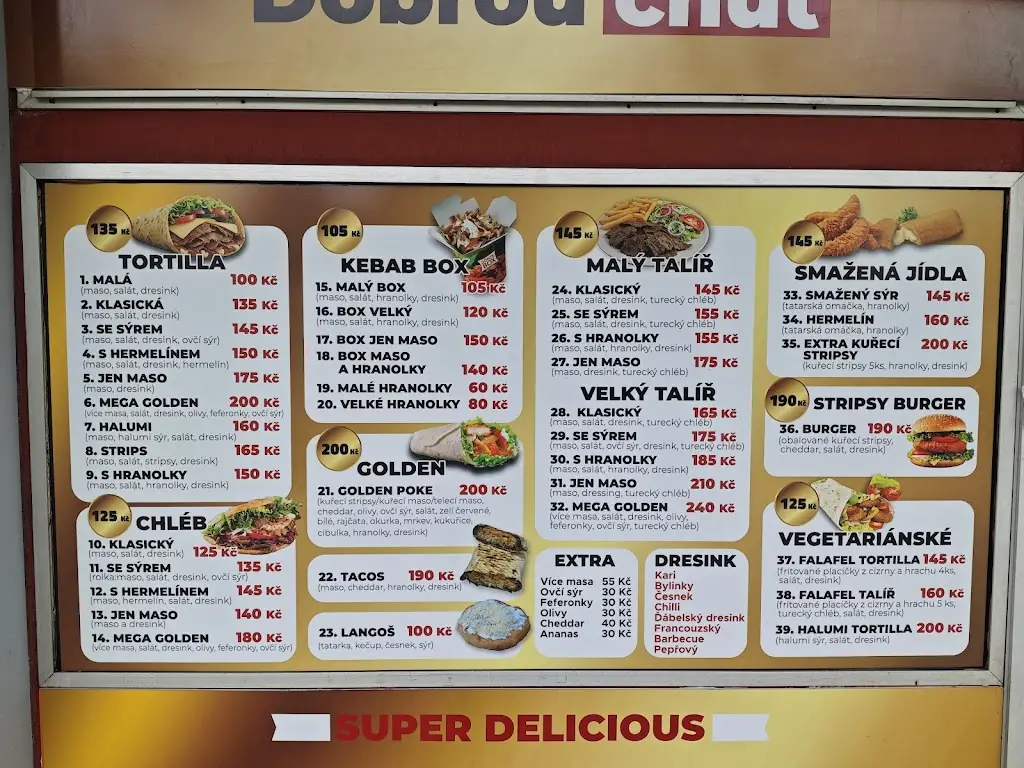 Dobrou chuť
135 Kč
TORTILLA
1. MALÁ 100 Kč
(maso, salát, dresink)
2. KLASICKÁ 135 Kč
(maso, salát, dresink)
3. SE SÝREM 145 Kč
(maso, salát, dresink, ovčí sýr)
4. S HERMELÍNEM 150 Kč
(maso, salát, dresink, hermelín)
5. JEN MASO 175 Kč
(maso, dresink)
6. MEGA GOLDEN 200 Kč
(více masa, salát, dresink, olivy, feferonky, ovčí sýr)
7. HALUMI 160 Kč
(maso, halumi sýr, salát, dresink)
8. STRIPS 165 Kč
(maso, salát, stripsy, dresink)
9. S HRANOLKY 150 Kč
(maso, salát, hranolky, dresink)
125 Kč
CHLÉB
10. KLASICKÝ 125 Kč
(maso, salát, dresink)
11. SE SÝREM 135 Kč
(rolka:maso, salát, dresink, ovčí sýr)
12. S HERMELÍNEM 145 Kč
(maso, hermelín, salát, dresink)
13. JEN MASO 140 Kč
(maso a dresink)
14. MEGA GOLDEN 180 Kč
(více masa, salát, dresink, olivy, feferonky, ovčí sýr)
105 Kč
KEBAB BOX
15. MALÝ BOX 105 Kč
(maso, salát, hranolky, dresink)
16. BOX VELKÝ 120 Kč
(maso, salát, hranolky, dresink)
17. BOX JEN MASO 150 Kč
18. BOX MASO
A HRANOLKY 140 Kč
19. MALÉ HRANOLKY 60 Kč
20. VELKÉ HRANOLKY 80 Kč
200 Kč
GOLDEN
21. GOLDEN POKE 200 Kč
(kuřecí stripsy/kuřecí maso/telecí maso,
cheddar, olivy, ovčí sýr, salát, zelí červené,
bílé, rajčata, okurka, mrkev, kukuřice,
cibulka, hranolky, dresink)
22. TACOS 190 Kč
(maso, cheddar, hranolky, dresink)
23. LANGOŠ 100 Kč
(tatarka, kečup, česnek, sýr)
145 Kč
MALÝ TALÍŘ
24. KLASICKÝ 145 Kč
(maso, salát, dresink, turecký chléb)
25. SE SÝREM 155 Kč
(maso, salát, dresink, turecký chléb)
26. S HRANOLKY 155 Kč
(maso, salát, hranolky, dresink)
27. JEN MASO 175 Kč
(maso, dresink, turecký chléb)
VELKÝ TALÍŘ
28. KLASICKÝ 165 Kč
(maso, salát, dresink, turecký chléb)
29. SE SÝREM 175 Kč
(maso, salát, ovčí sýr, dresink, turecký chléb)
30. S HRANOLKY 185 Kč
(maso, salát, hranolky, dresink)
31. JEN MASO 210 Kč
(maso, dressing, turecký chléb)
32. MEGA GOLDEN 240 Kč
(více masa, salát, dresink, olivy,
feferonky, ovčí sýr, turecký chléb)
EXTRA
Více masa 55 Kč
Ovčí sýr 30 Kč
Feferonky 30 Kč
Olivy 30 Kč
Cheddar 40 Kč
Ananas 30 Kč
DRESINK
Kari
Bylinky
Česnek
Chilli
Ďábelský dresink
Francouzský
Barbecue
Pepřový
145 Kč
SMAŽENÁ JÍDLA
33. SMAŽENÝ SÝR 145 Kč
(tatarská omáčka, hranolky)
34. HERMELÍN 160 Kč
(tatarská omáčka, hranolky)
35. EXTRA KUŘECÍ 200 Kč
STRIPSY
(kuřecí stripsy 5ks, hranolky, dresink)
190 Kč
STRIPSY BURGER
36. BURGER 190 Kč
(obalované kuřecí stripsy,
cheddar, salát, dresink)
125 Kč
VEGETARIÁNSKÉ
37. FALAFEL TORTILLA 145 Kč
(fritované placičky z cizrny a hrachu 4ks,
salát, dresink)
38. FALAFEL TALÍŘ 160 Kč
(fritované placičky z cizrny a hrachu 5 ks,
turecký chléb, salát, dresink)
39. HALUMI TORTILLA 200 Kč
(halumi sýr, salát, dresink)
SUPER DELICIOUS